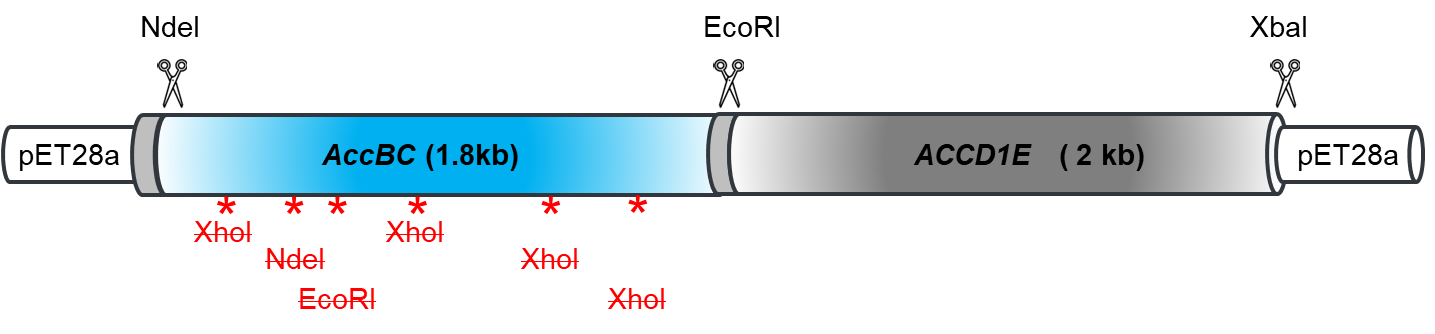 NdeI EcoRI XbaI
pET28a AccBC (1.8kb) ACCD1E ( 2 kb) pET28a
* * * * * *
XhoI XhoI
NdeI XhoI
EcoRI XhoI